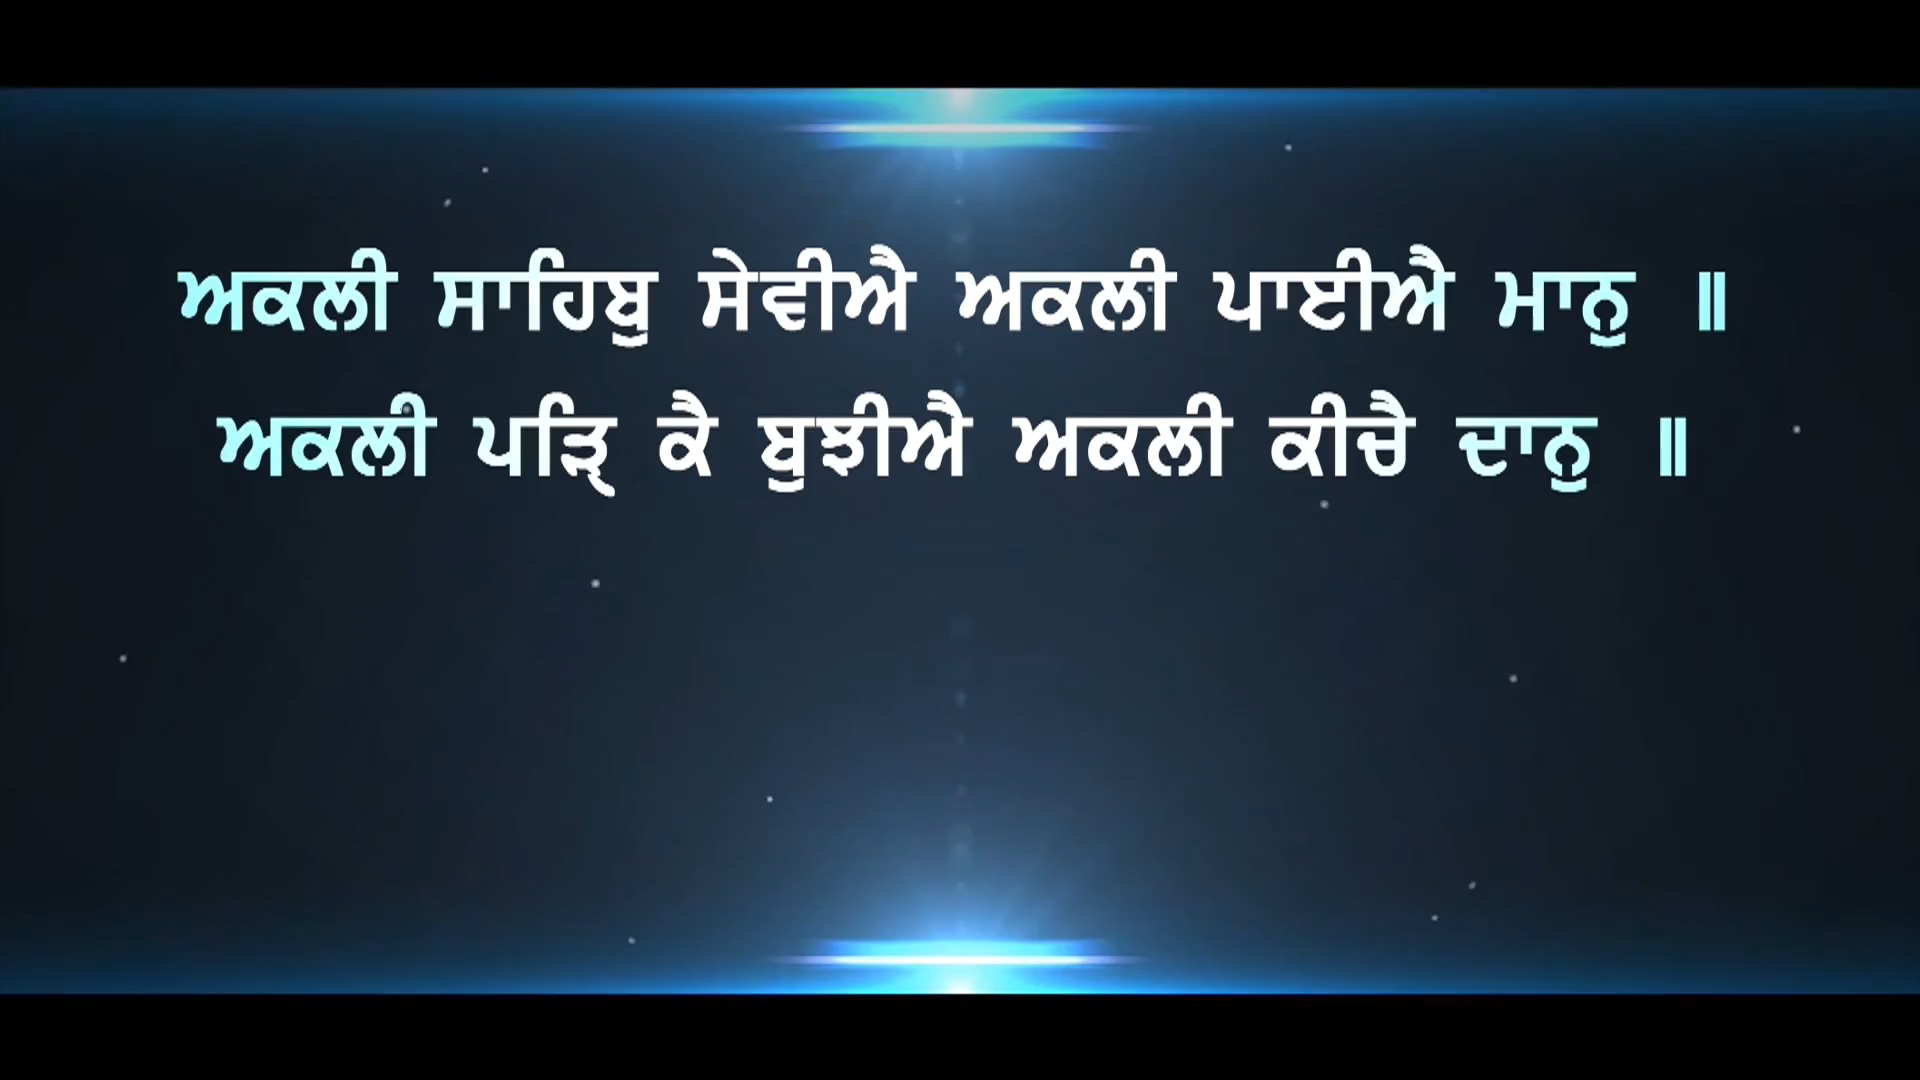 ਅਕਲੀ ਸਾਹਿਬੁ ਸੇਵੀਐ ਅਕਲੀ ਪਾਈਐ ਮਾਨੁ ॥
ਅਕਲੀ ਪੜ੍ਹਿ ਕੈ ਬੁਝੀਐ ਅਕਲੀ ਕੀਚੈ ਦਾਨੁ ॥